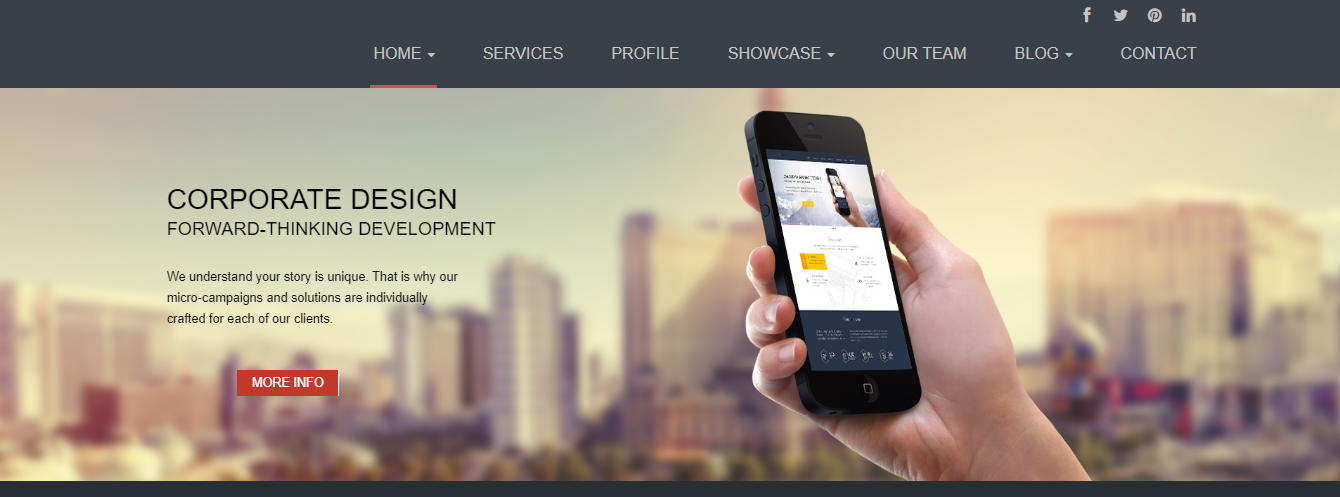 HOME
SERVICES
PROFILE
SHOWCASE
OUR TEAM
BLOG
CONTACT
CORPORATE DESIGN
FORWARD-THINKING DEVELOPMENT
We understand your story is unique. That is why our
micro-campaigns and solutions are individually
crafted for each of our clients.
MORE INFO